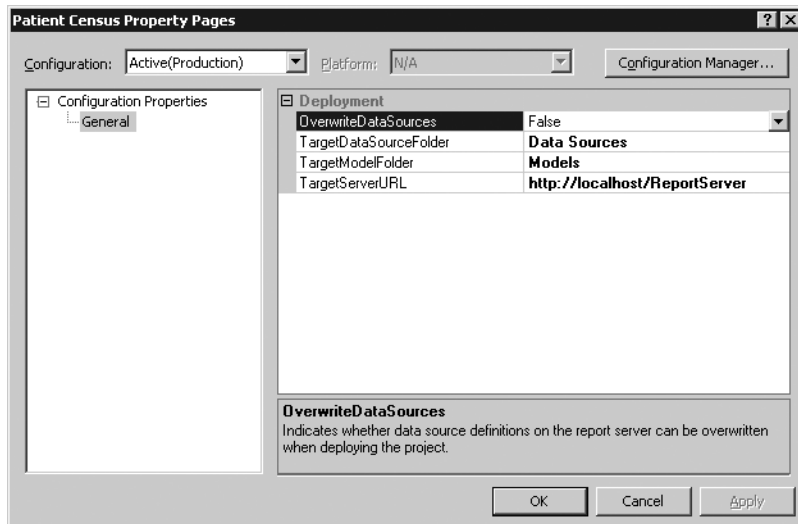 Patient Census Property Pages
Configuration: Active(Production) Platform: N/A Configuration Manager...
Configuration Properties
General
Deployment
OverwriteDataSources False
TargetDataSourceFolder Data Sources
TargetModelFolder Models
TargetServerURL http://localhost/ReportServer
OverwriteDataSources
Indicates whether data source definitions on the report server can be overwritten
when deploying the project.
OK Cancel Apply